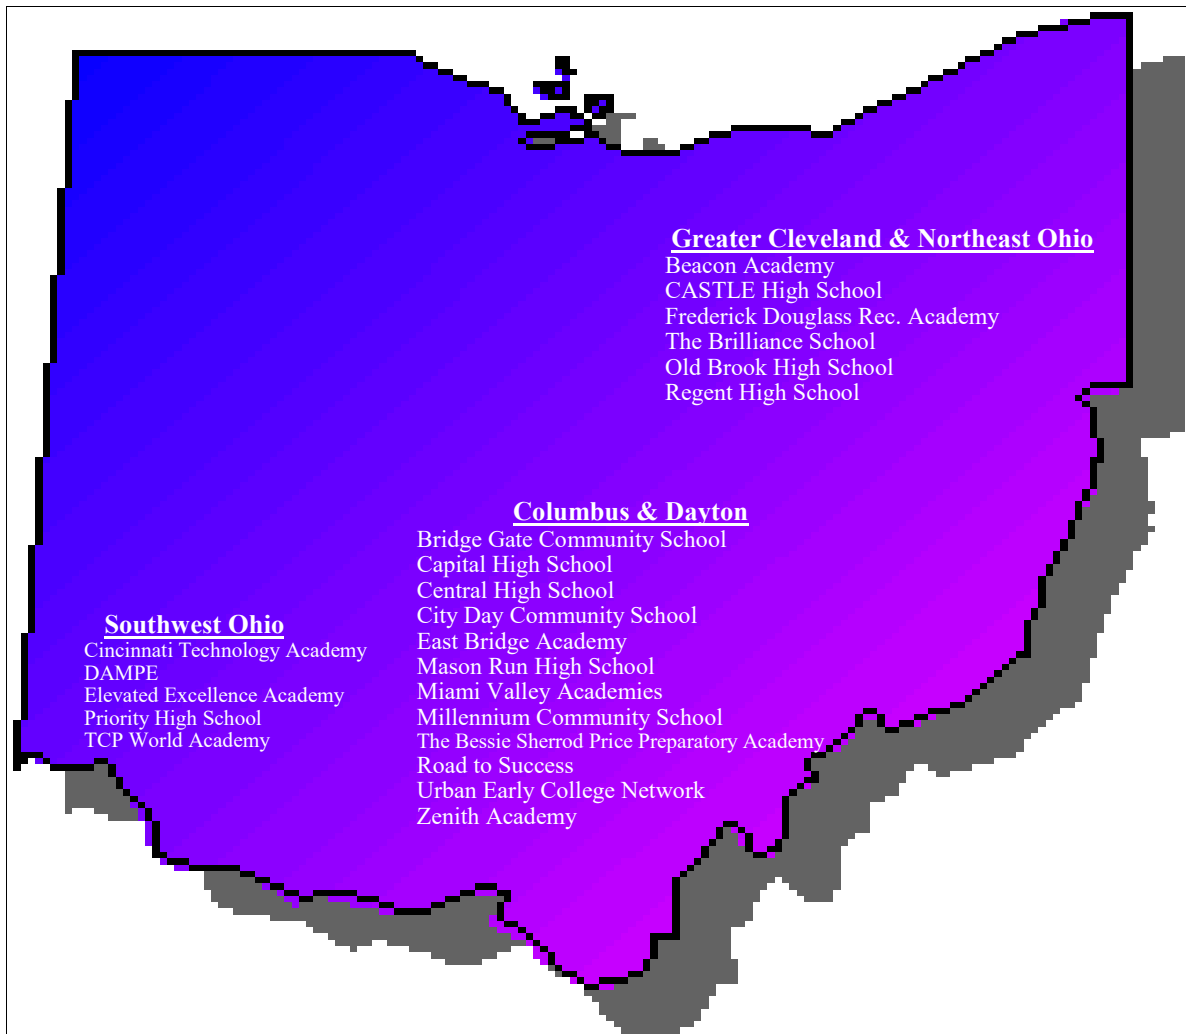 Greater Cleveland & Northeast Ohio
Beacon Academy
CASTLE High School
Frederick Douglass Rec. Academy
The Brilliance School
Old Brook High School
Regent High School
Columbus & Dayton
Bridge Gate Community School
Capital High School
Central High School
City Day Community School
East Bridge Academy
Mason Run High School
Miami Valley Academies
Millennium Community School
The Bessie Sherrod Price Preparatory Academy
Road to Success
Urban Early College Network
Zenith Academy
Southwest Ohio
Cincinnati Technology Academy
DAMPE
Elevated Excellence Academy
Priority High School
TCP World Academy